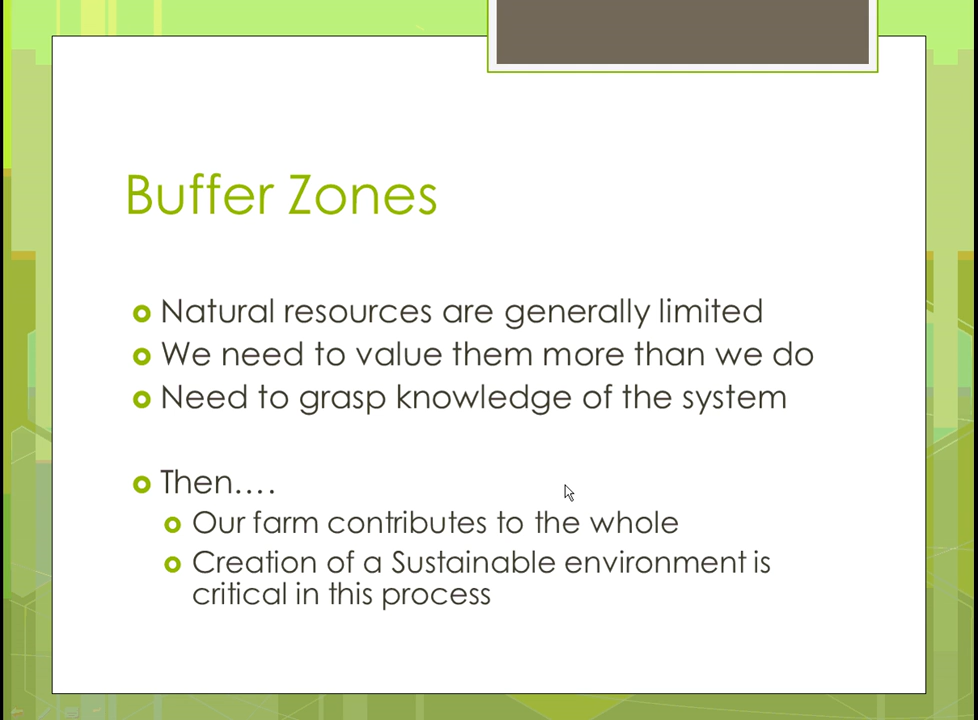 Buffer Zones
Natural resources are generally limited
We need to value them more than we do
Need to grasp knowledge of the system
Then....
Our farm contributes to the whole
Creation of a Sustainable environment is
critical in this process